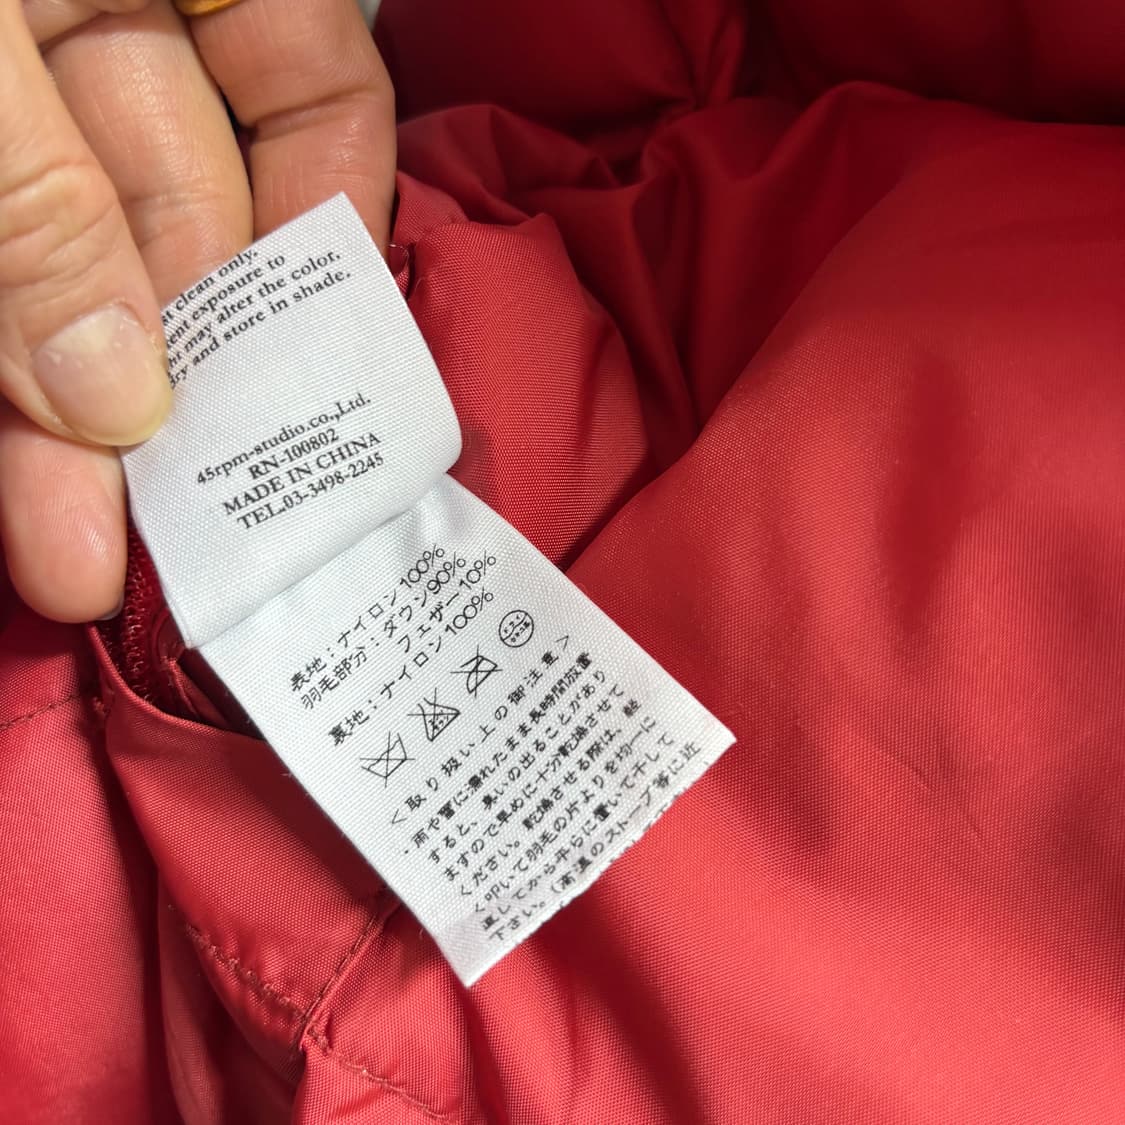 clean only.
exposure to
may alter the color.
and store in shade.
45rpm-studio.co.,Ltd.
RN-100802
MADE IN CHINA
TEL.03-3498-2245
表地：ナイロン100%
羽毛部分：ダウン90%
フェザー10%
裏地：ナイロン100%
ドライ
セキユ系
＜取り扱い上の御注意＞
・雨や雪に濡れたまま長時間放置
すると、臭いの出ることがあり
ますので早めに十分乾燥させて
ください。乾燥させる際は、軽
く叩いて羽毛の片よりを均一に
直してから平らに置いて干して
下さい。（高温のストーブ等に近